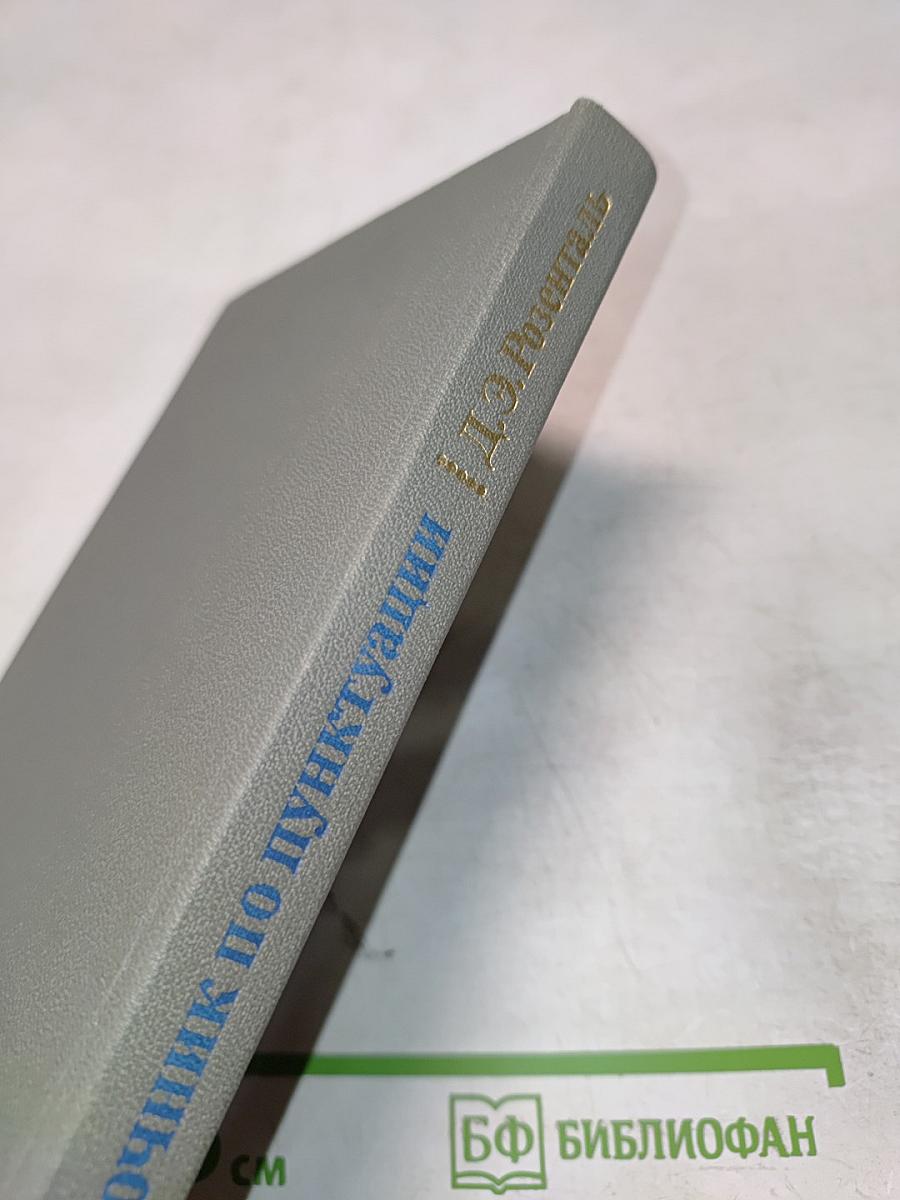 Д.Э.Розенталь
очник по пунктуации
см
БФ БИБЛИОФАН